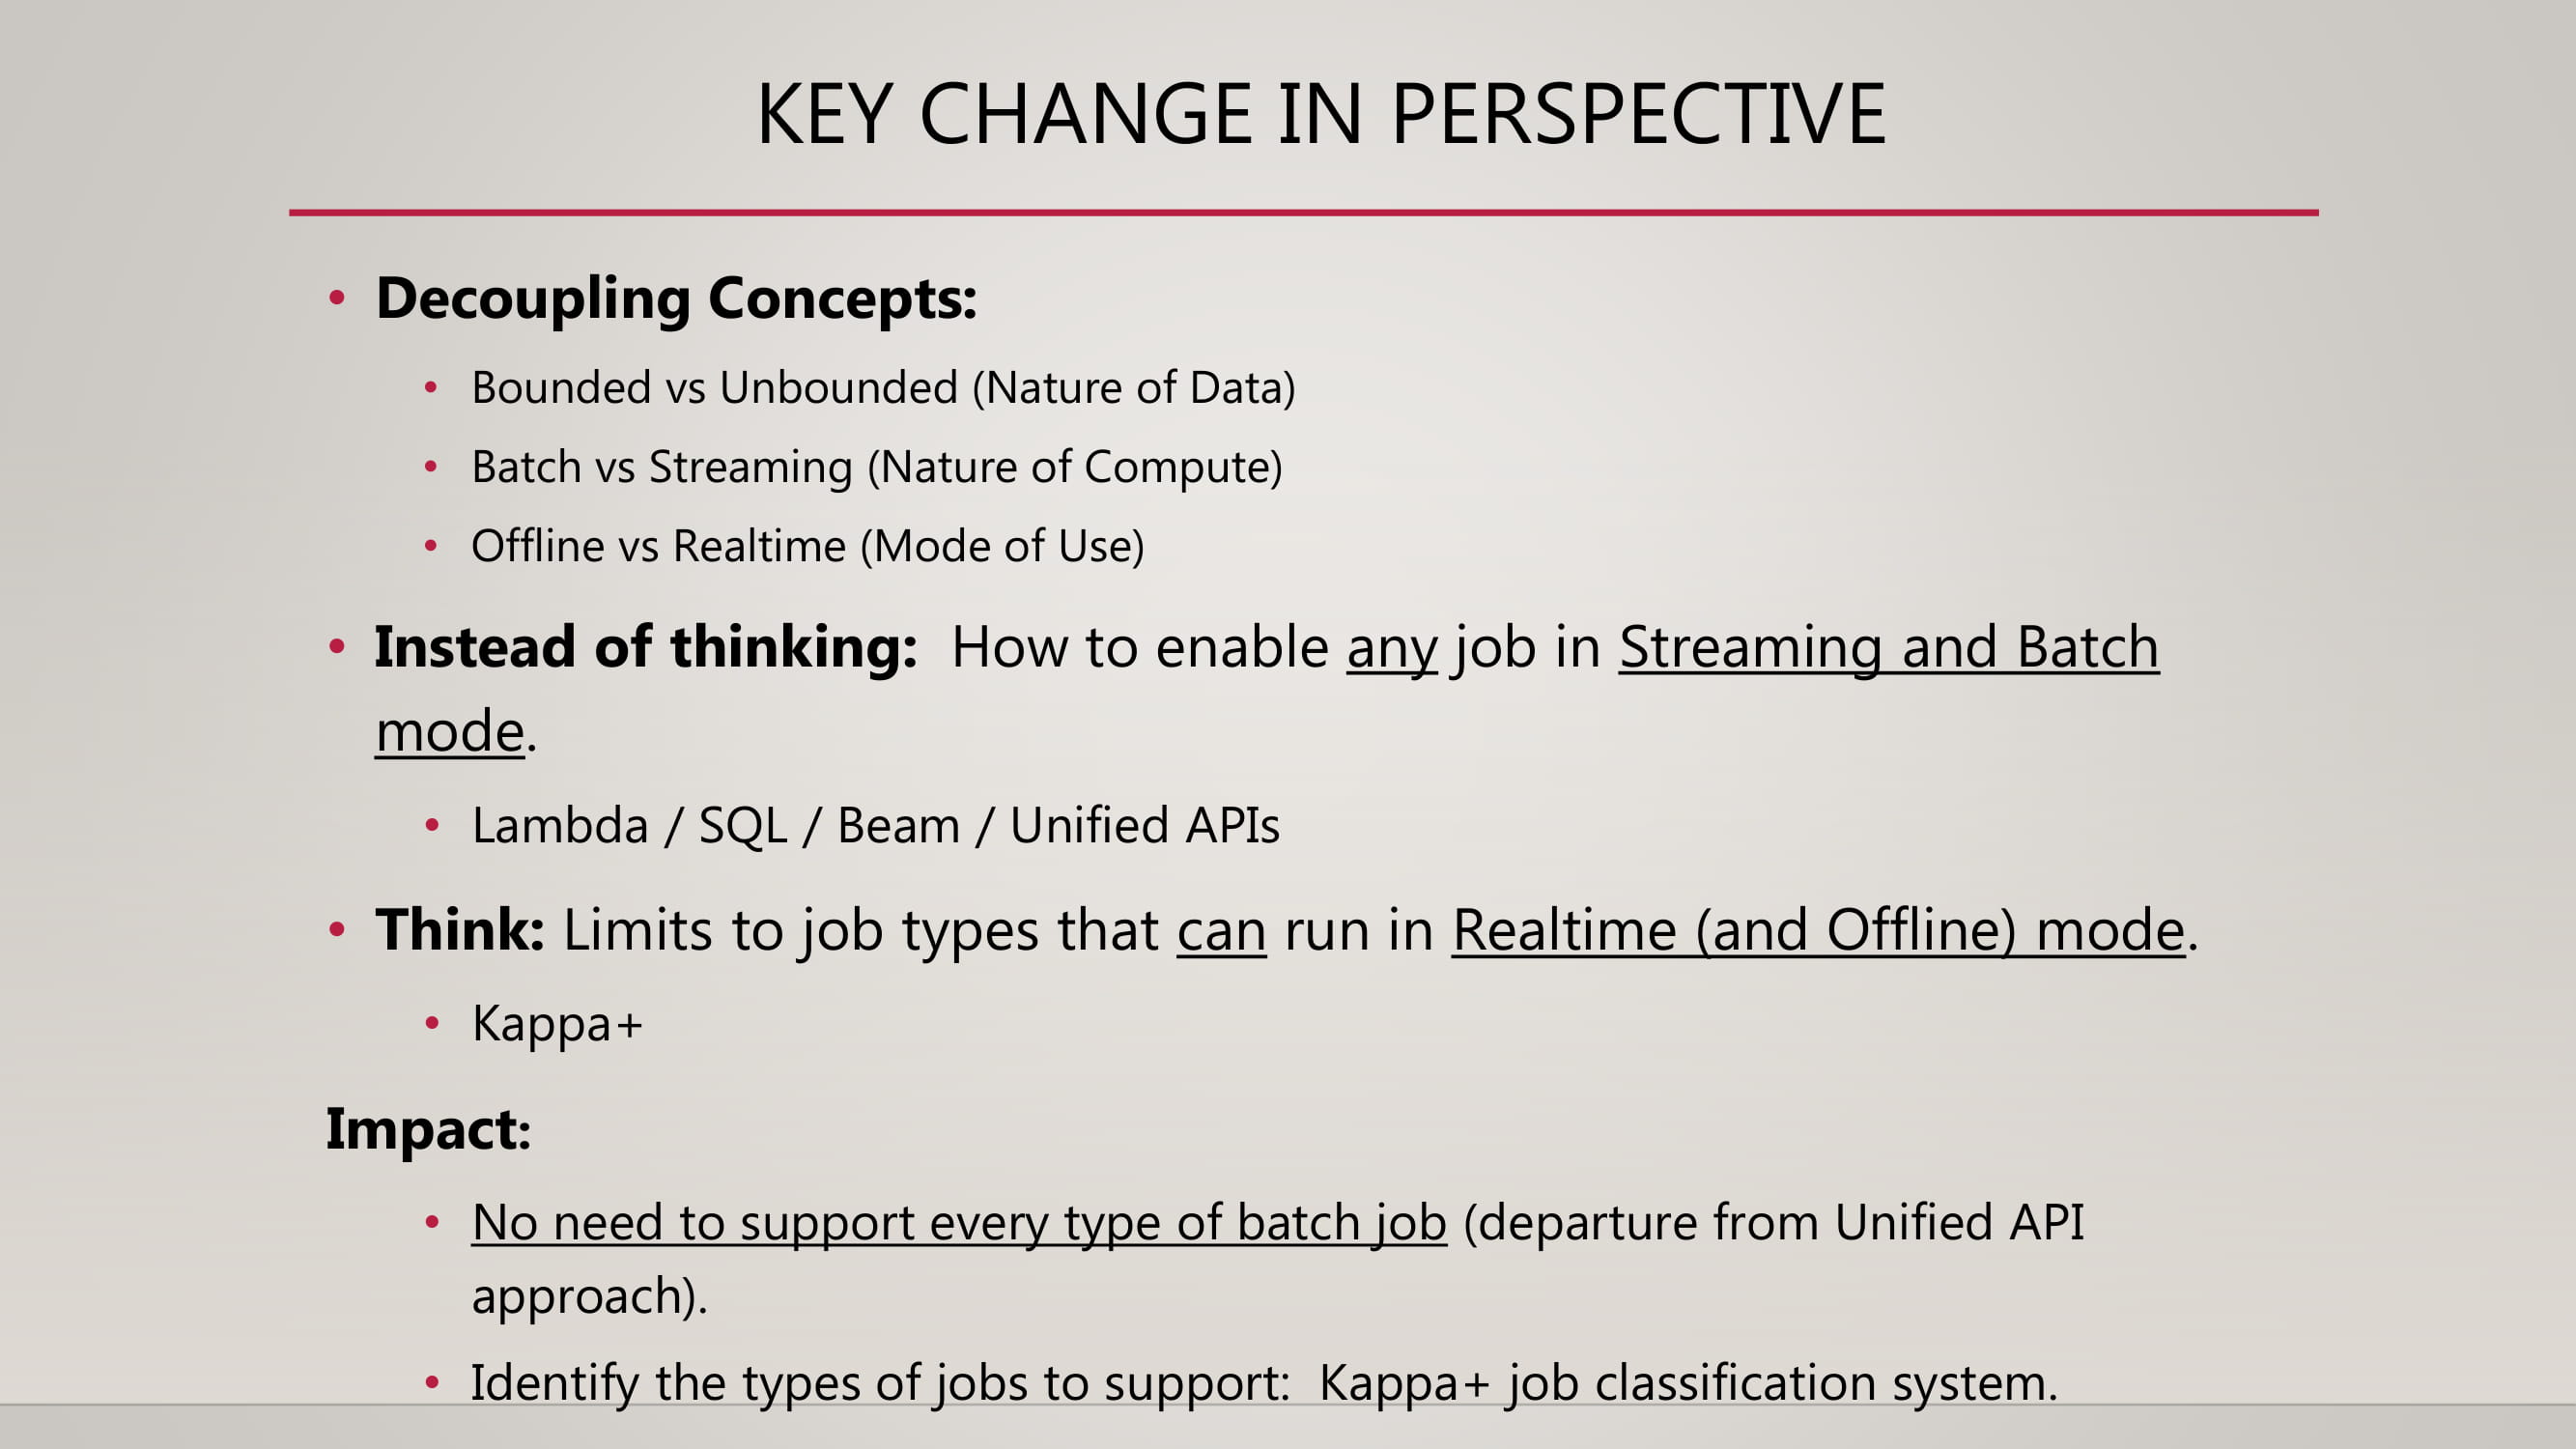 KEY CHANGE IN PERSPECTIVE
• Decoupling Concepts:
• Bounded vs Unbounded (Nature of Data)
• Batch vs Streaming (Nature of Compute)
• Offline vs Realtime (Mode of Use)
• Instead of thinking:  How to enable any job in Streaming and Batch
mode.
• Lambda / SQL / Beam / Unified APIs
• Think: Limits to job types that can run in Realtime (and Offline) mode.
• Kappa+
Impact:
• No need to support every type of batch job (departure from Unified API
approach).
• Identify the types of jobs to support:  Kappa+ job classification system.